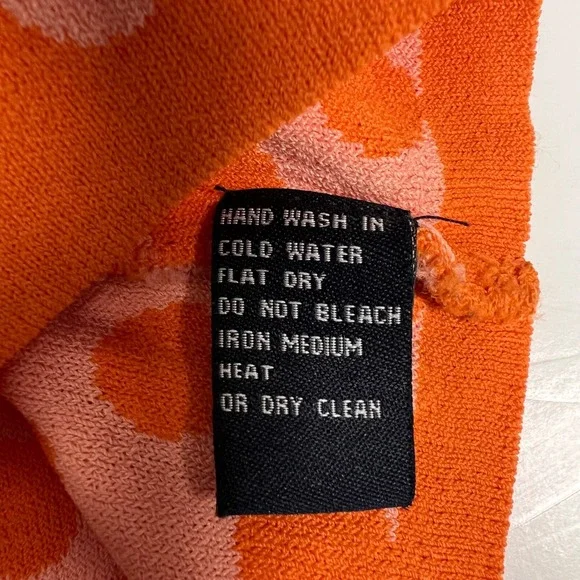 HAND WASH IN
COLD WATER
FLAT DRY
DO NOT BLEACH
IRON MEDIUM
HEAT
OR DRY CLEAN